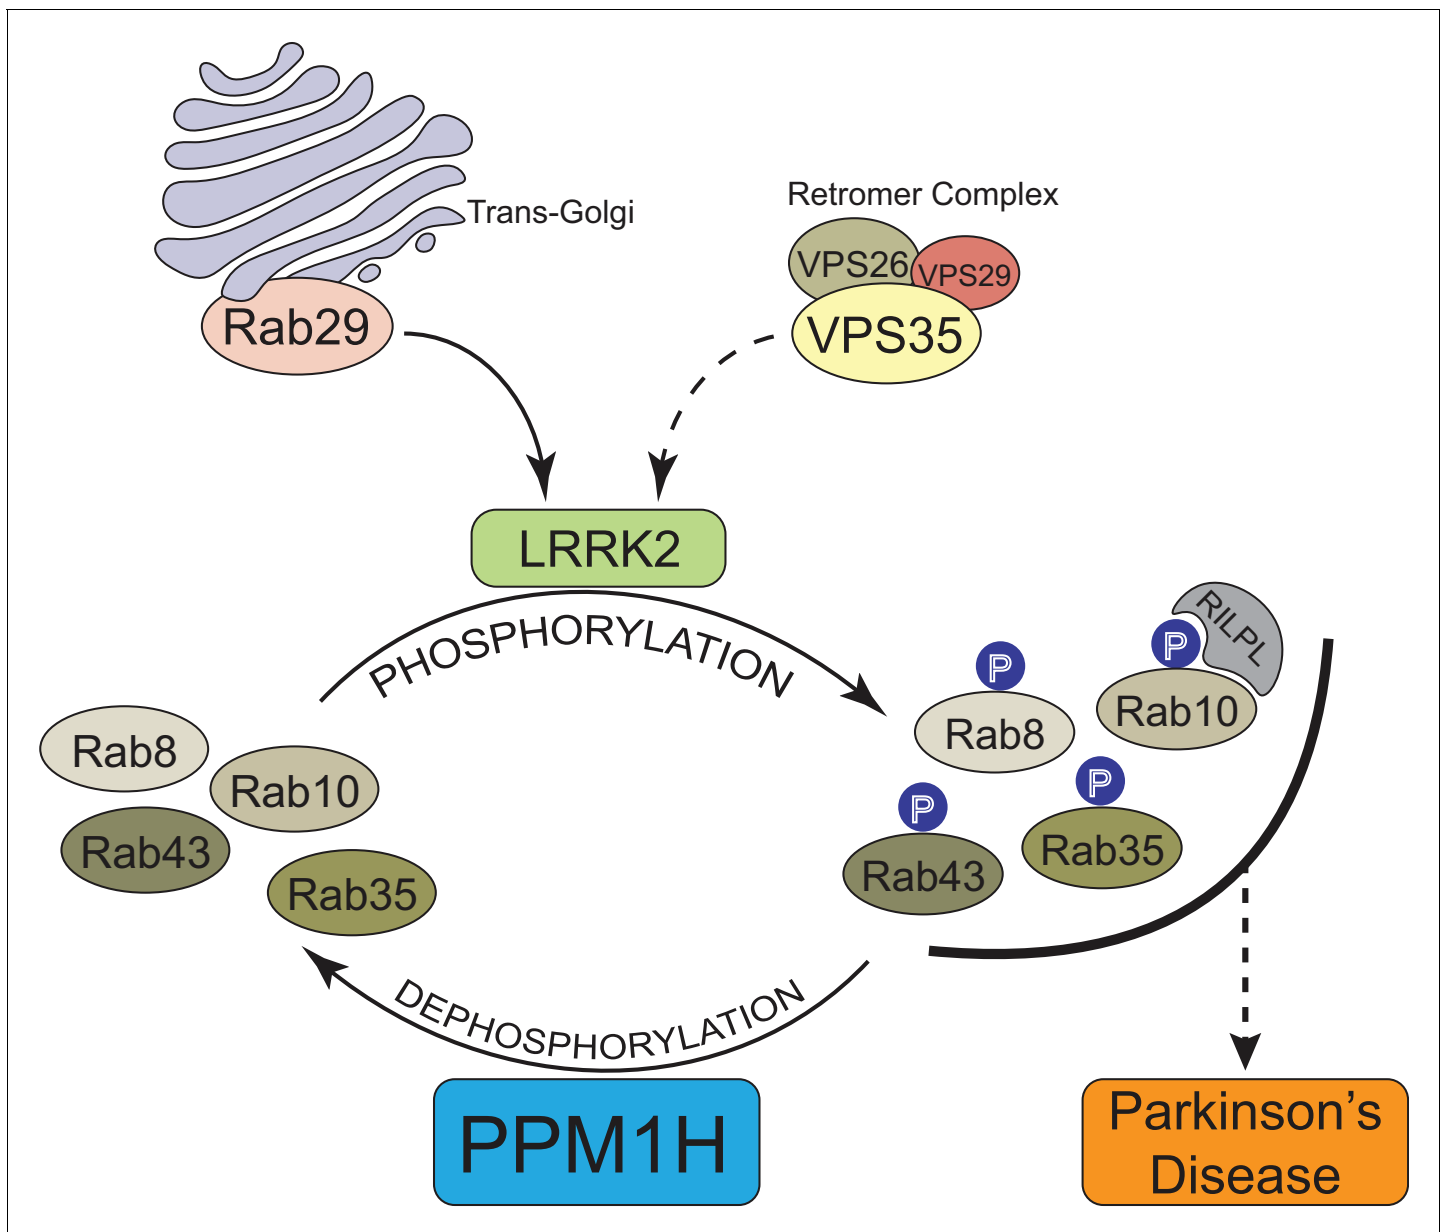 Trans-Golgi
Rab29
Retromer Complex
VPS26
VPS29
VPS35
LRRK2
PHOSPHORYLATION
Rab8
Rab10
Rab43
Rab35
P
Rab8
P
RILPL
Rab10
P
Rab43
P
Rab35
DEPHOSPHORYLATION
PPM1H
Parkinson’s
Disease